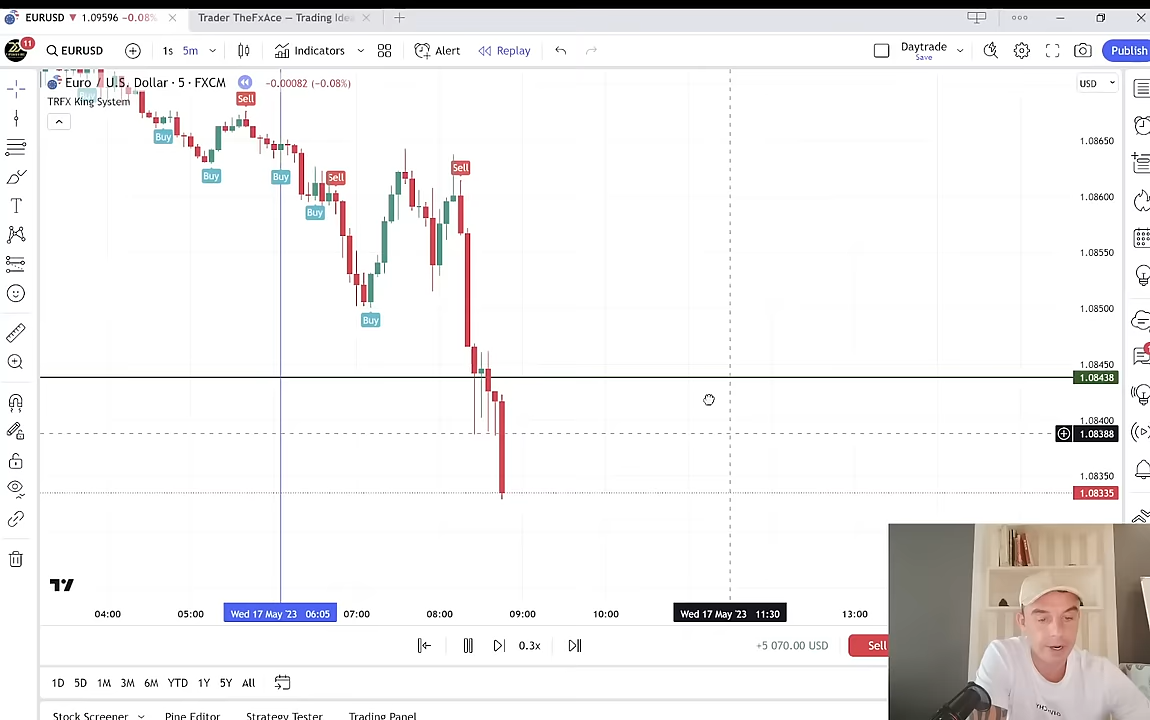 EURUSD ▼ 1.09596 −0.08%
Trader TheFxAce — Trading Idea
11
EURUSD
1s 5m
Indicators
Alert
Replay
Daytrade
Save
Publish
Euro / U.S. Dollar · 5 · FXCM
-0.00082 (−0.08%)
TRFX King System
USD
Sell
Buy
Buy
Buy
Sell
Buy
Sell
Buy
1.08650
1.08600
1.08550
1.08500
1.08450
1.08438
1.08400
1.08388
1.08350
1.08335
04:00
05:00
Wed 17 May '23 06:05
07:00
08:00
09:00
10:00
Wed 17 May '23 11:30
13:00
0.3x
+5 070.00 USD
Sell
1D 5D 1M 3M 6M YTD 1Y 5Y All
Stock Screener
Pine Editor
Strategy Tester
Trading Panel